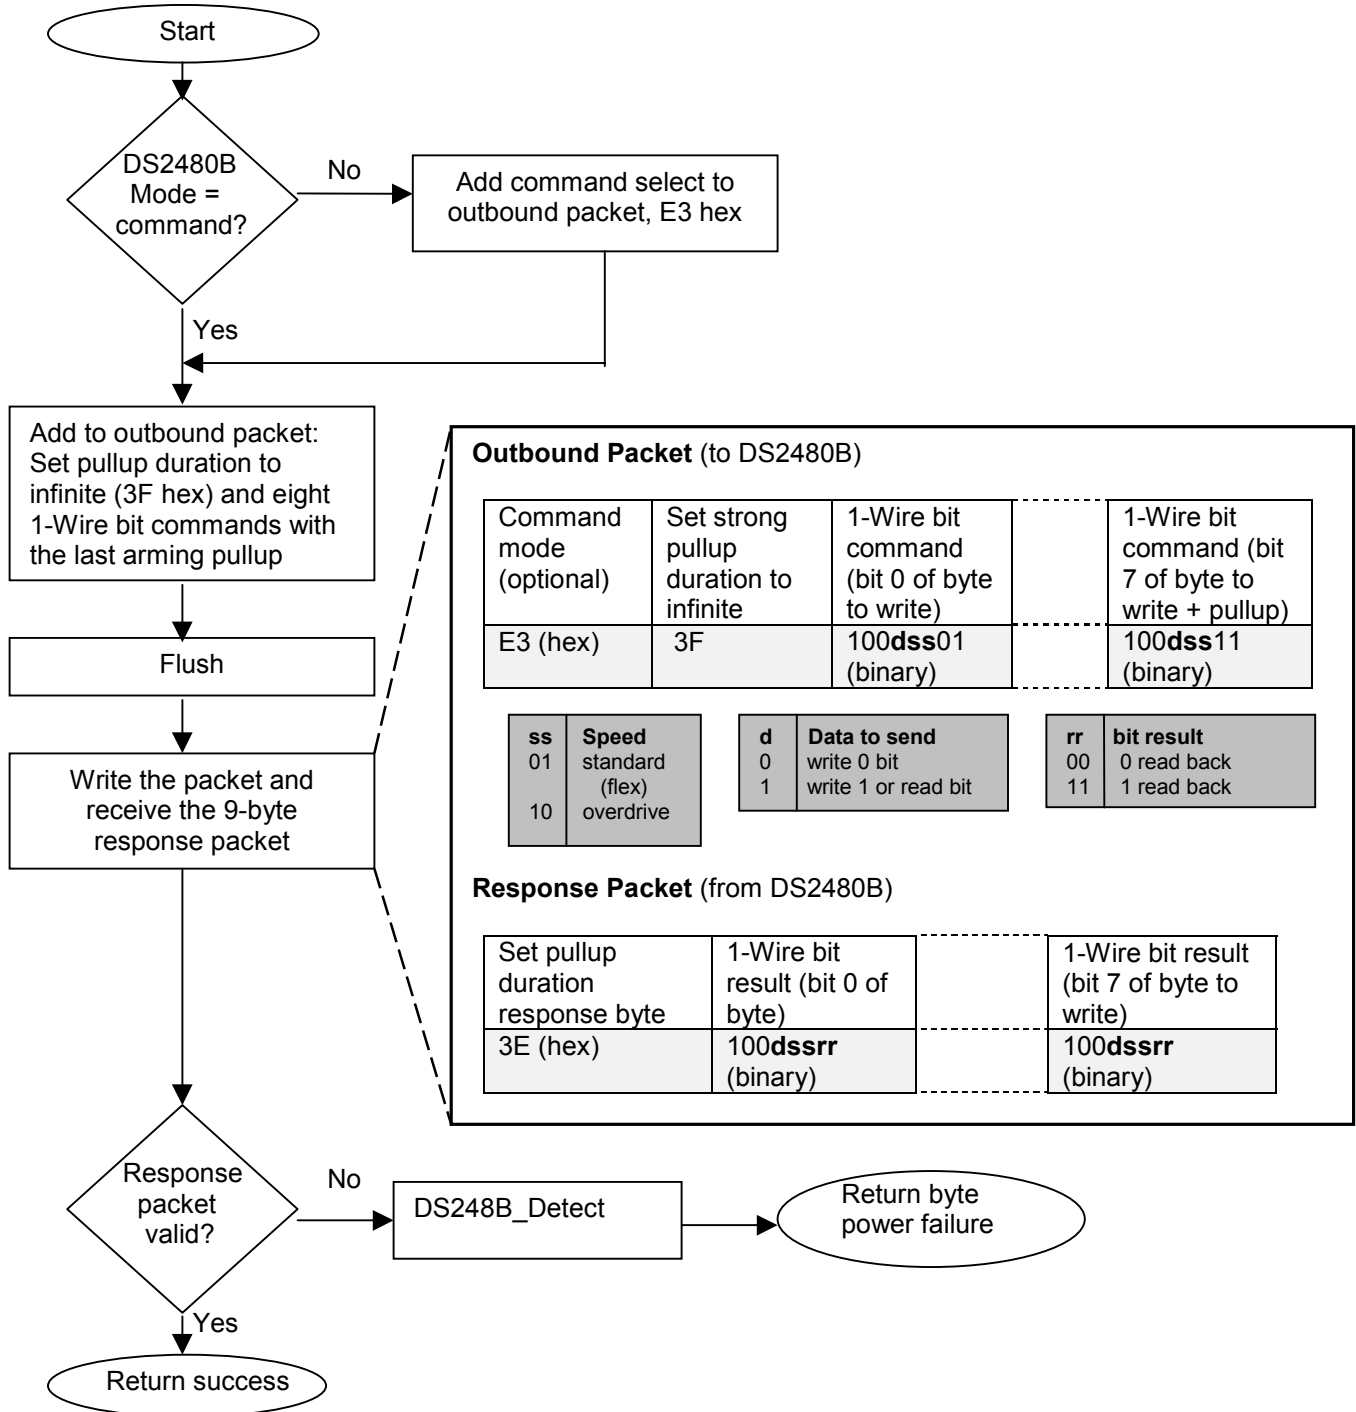 Start
DS2480B
Mode =
command?
No
Add command select to
outbound packet, E3 hex
Yes
Add to outbound packet:
Set pullup duration to
infinite (3F hex) and eight
1-Wire bit commands with
the last arming pullup
Flush
Write the packet and
receive the 9-byte
response packet
Outbound Packet (to DS2480B)
Command
mode
(optional)
Set strong
pullup
duration to
infinite
1-Wire bit
command
(bit 0 of byte
to write)
1-Wire bit
command (bit
7 of byte to
write + pullup)
E3 (hex)
3F
100dss01
(binary)
100dss11
(binary)
ss Speed
01 standard
(flex)
10 overdrive
d Data to send
0 write 0 bit
1 write 1 or read bit
rr bit result
00 0 read back
11 1 read back
Response Packet (from DS2480B)
Set pullup
duration
response byte
1-Wire bit
result (bit 0 of
byte)
1-Wire bit result
(bit 7 of byte to
write)
3E (hex)
100dssrr
(binary)
100dssrr
(binary)
Response
packet
valid?
No
DS248B_Detect
Return byte
power failure
Yes
Return success